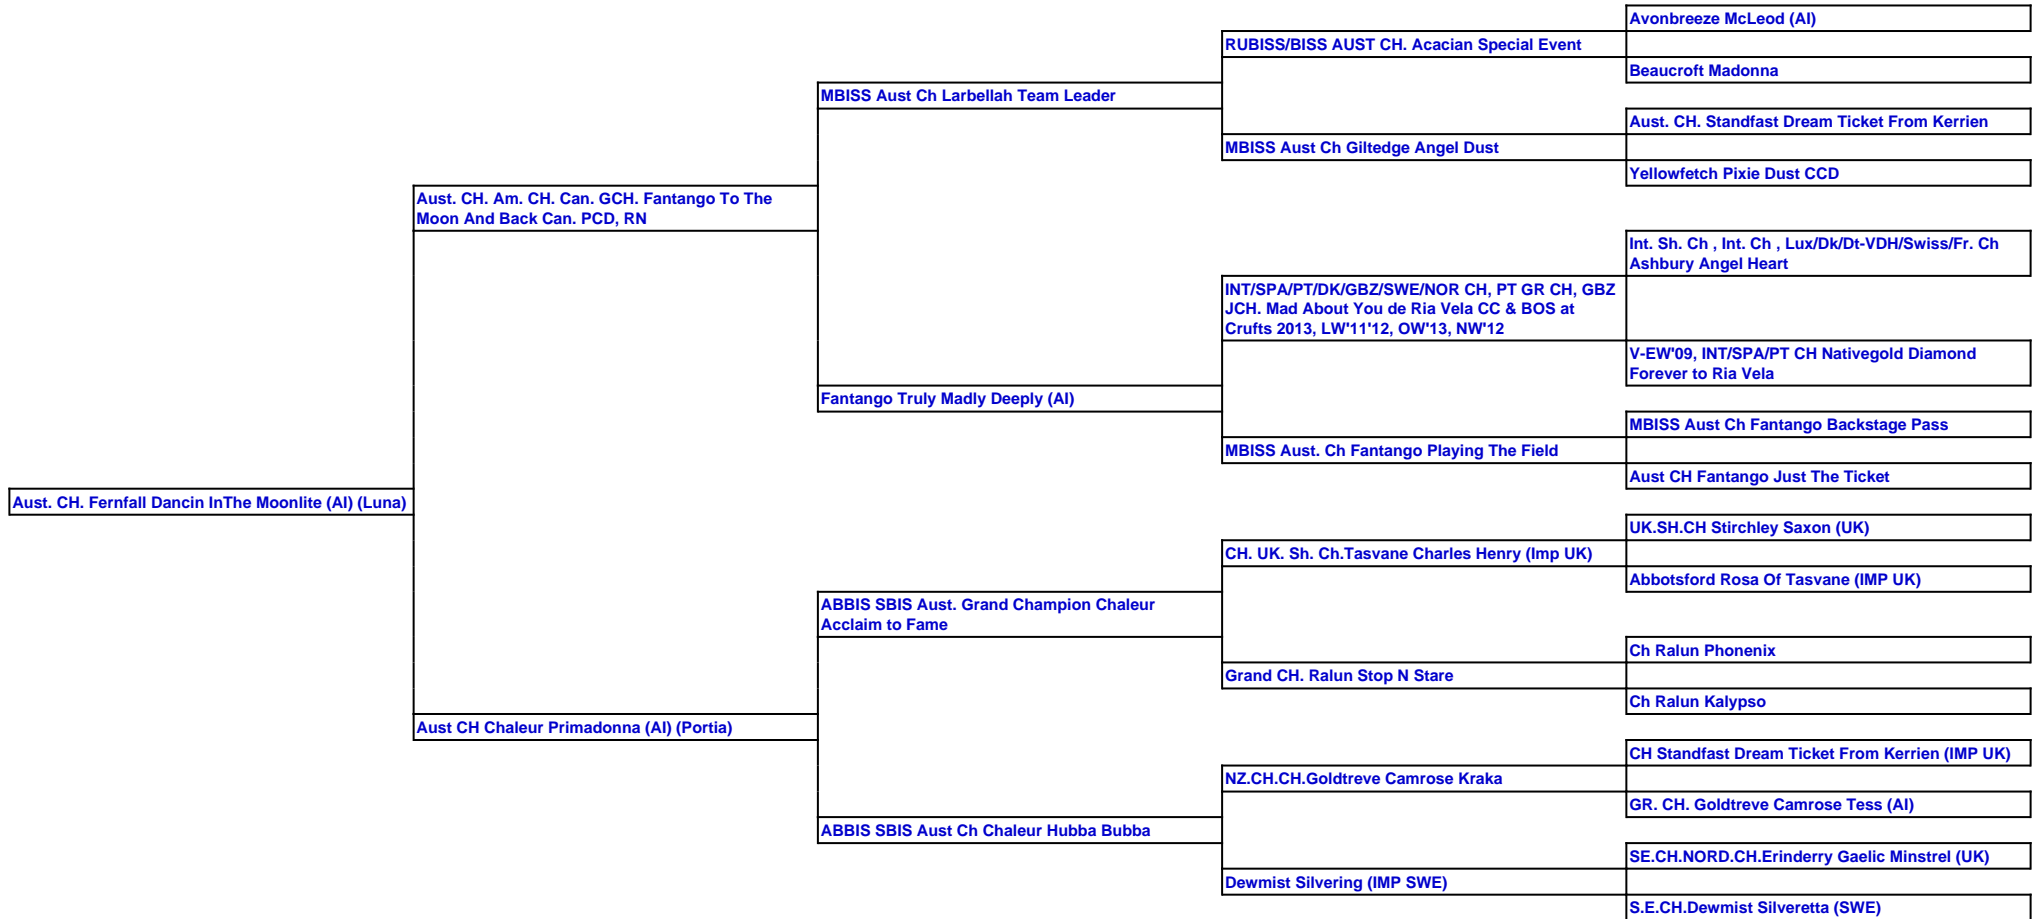 Avonbreeze McLeod (AI)
RUBISS/BISS AUST CH. Acacian Special Event
Beaucroft Madonna
MBISS Aust Ch Larbellah Team Leader
Aust. CH. Standfast Dream Ticket From Kerrien
MBISS Aust Ch Giltedge Angel Dust
Yellowfetch Pixie Dust CCD
Aust. CH. Am. CH. Can. GCH. Fantango To The
Moon And Back Can. PCD, RN
Int. Sh. Ch , Int. Ch , Lux/Dk/Dt-VDH/Swiss/Fr. Ch
Ashbury Angel Heart
INT/SPA/PT/DK/GBZ/SWE/NOR CH, PT GR CH, GBZ
JCH. Mad About You de Ria Vela CC & BOS at
Crufts 2013, LW'11'12, OW'13, NW'12
V-EW'09, INT/SPA/PT CH Nativegold Diamond
Forever to Ria Vela
Fantango Truly Madly Deeply (AI)
MBISS Aust Ch Fantango Backstage Pass
MBISS Aust. Ch Fantango Playing The Field
Aust CH Fantango Just The Ticket
Aust. CH. Fernfall Dancin InThe Moonlite (AI) (Luna)
UK.SH.CH Stirchley Saxon (UK)
CH. UK. Sh. Ch.Tasvane Charles Henry (Imp UK)
Abbotsford Rosa Of Tasvane (IMP UK)
ABBIS SBIS Aust. Grand Champion Chaleur
Acclaim to Fame
Ch Ralun Phonenix
Grand CH. Ralun Stop N Stare
Ch Ralun Kalypso
Aust CH Chaleur Primadonna (AI) (Portia)
CH Standfast Dream Ticket From Kerrien (IMP UK)
NZ.CH.CH.Goldtreve Camrose Kraka
GR. CH. Goldtreve Camrose Tess (AI)
ABBIS SBIS Aust Ch Chaleur Hubba Bubba
SE.CH.NORD.CH.Erinderry Gaelic Minstrel (UK)
Dewmist Silvering (IMP SWE)
S.E.CH.Dewmist Silveretta (SWE)